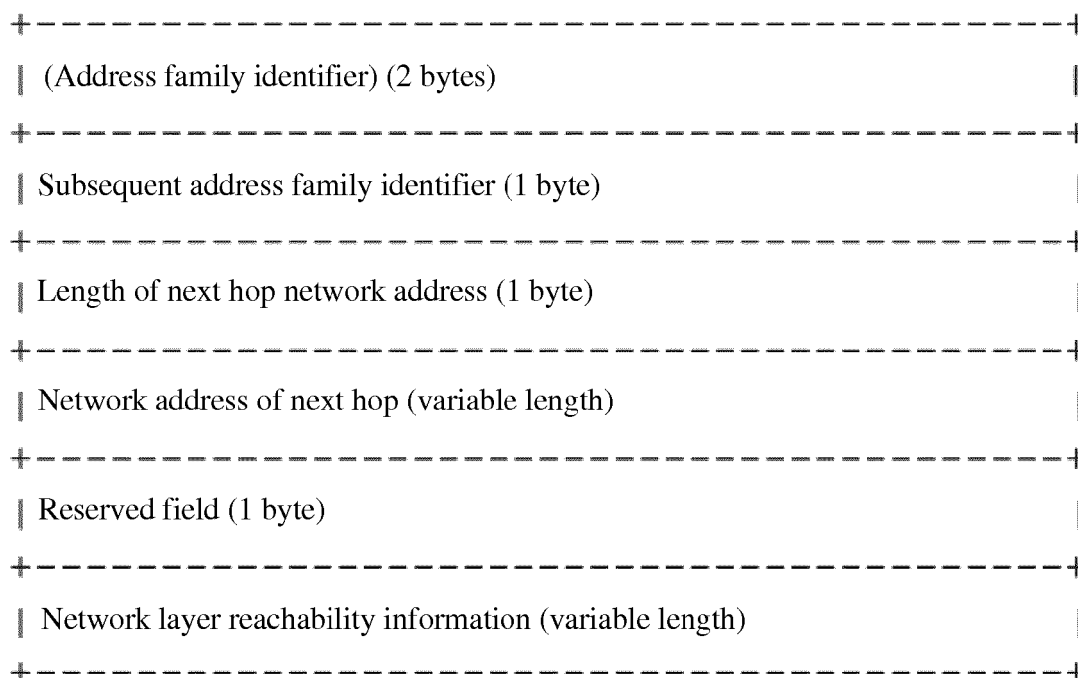 (Address family identifier) (2 bytes)
Subsequent address family identifier (1 byte)
Length of next hop network address (1 byte)
Network address of next hop (variable length)
Reserved field (1 byte)
Network layer reachability information (variable length)